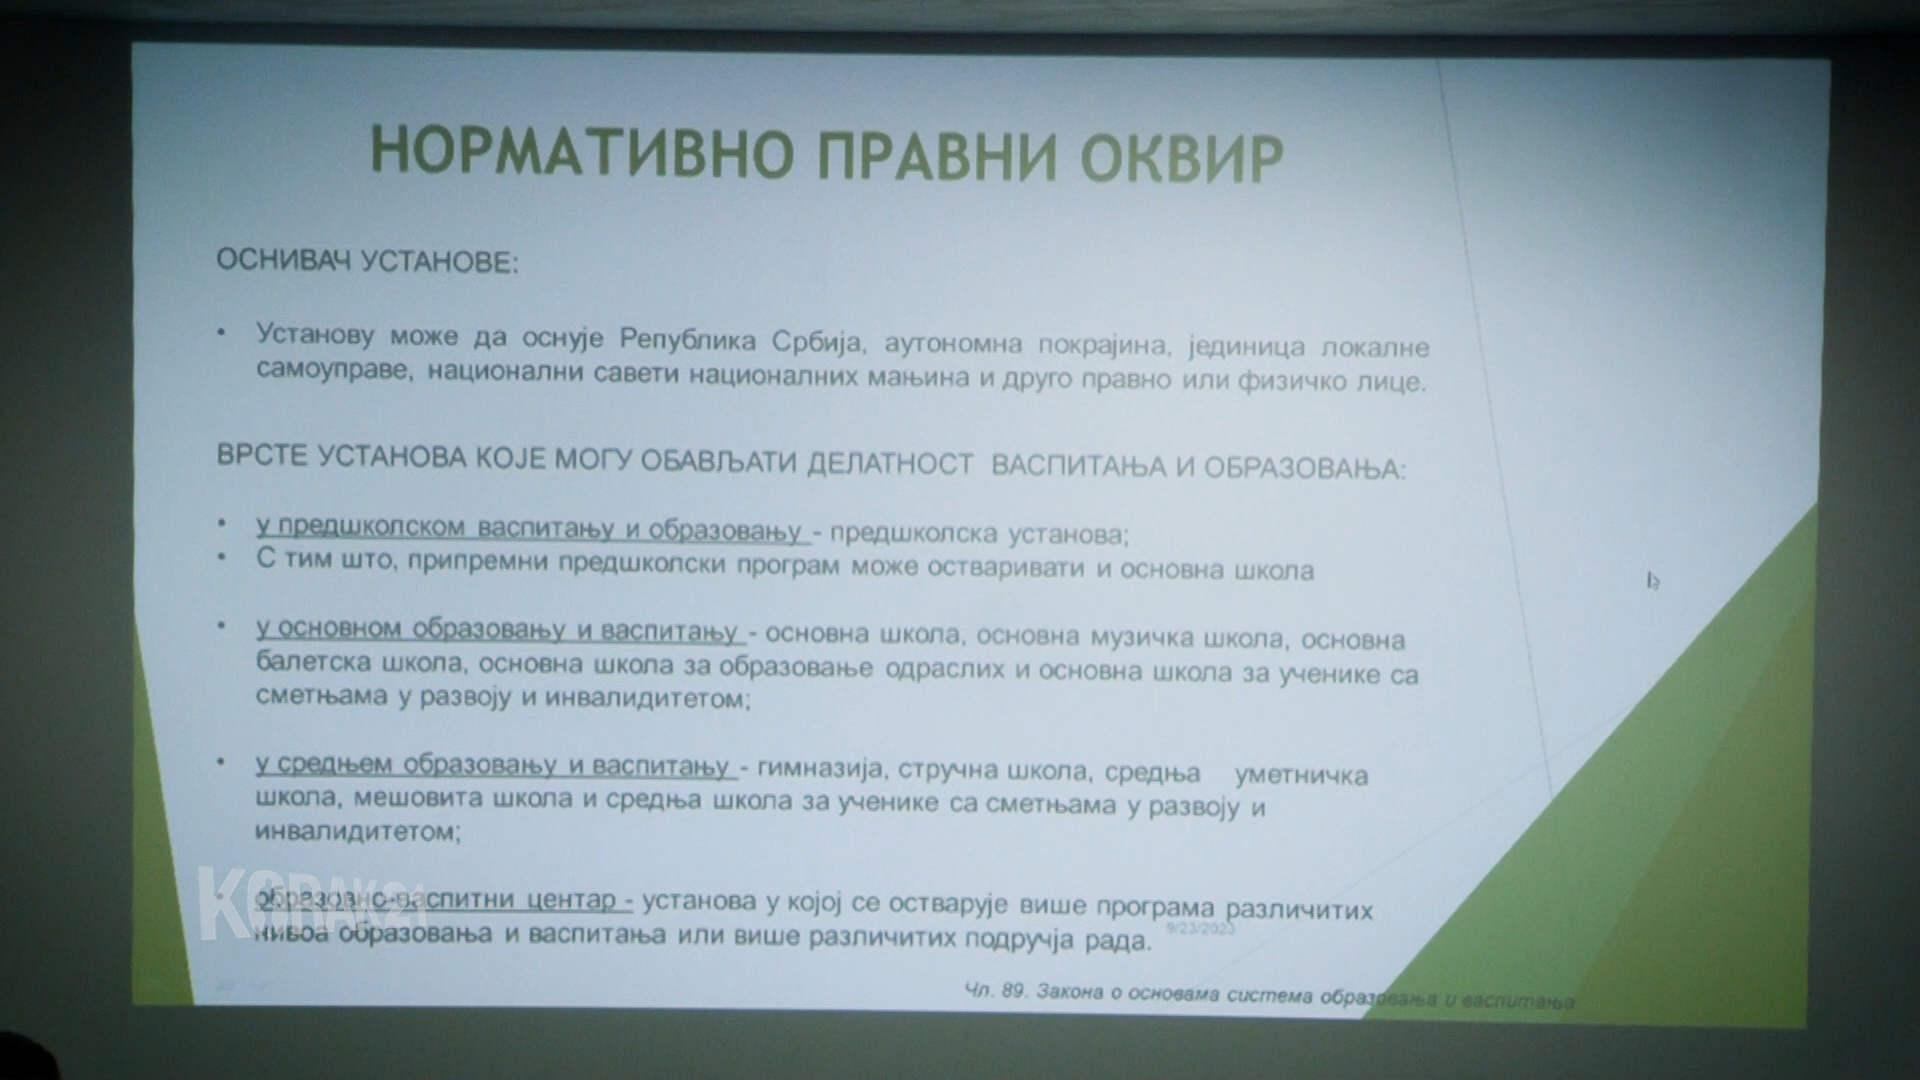 НОРМАТИВНО ПРАВНИ ОКВИР
ОСНИВАЧ УСТАНОВЕ:
• Установу може да оснује Република Србија, аутономна покрајина, јединица локалне
самоуправе, национални савети националних мањина и друго правно или физичко лице.
ВРСТЕ УСТАНОВА КОЈЕ МОГУ ОБАВЉАТИ ДЕЛАТНОСТ ВАСПИТАЊА И ОБРАЗОВАЊА:
• у предшколском васпитању и образовању - предшколска установа;
• С тим што, припремни предшколски програм може остваривати и основна школа
• у основном образовању и васпитању - основна школа, основна музичка школа, основна
балетска школа, основна школа за образовање одраслих и основна школа за ученике са
сметњама у развоју и инвалидитетом;
• у средњем образовању и васпитању - гимназија, стручна школа, средња уметничка
школа, мешовита школа и средња школа за ученике са сметњама у развоју и
инвалидитетом;
• образовно-васпитни центар - установа у којој се остварује више програма различитих
нивоа образовања и васпитања или више различитих подручја рада.
9/23/2023
Чл. 89. Закона о основама система образовања и васпитања
KORAK21